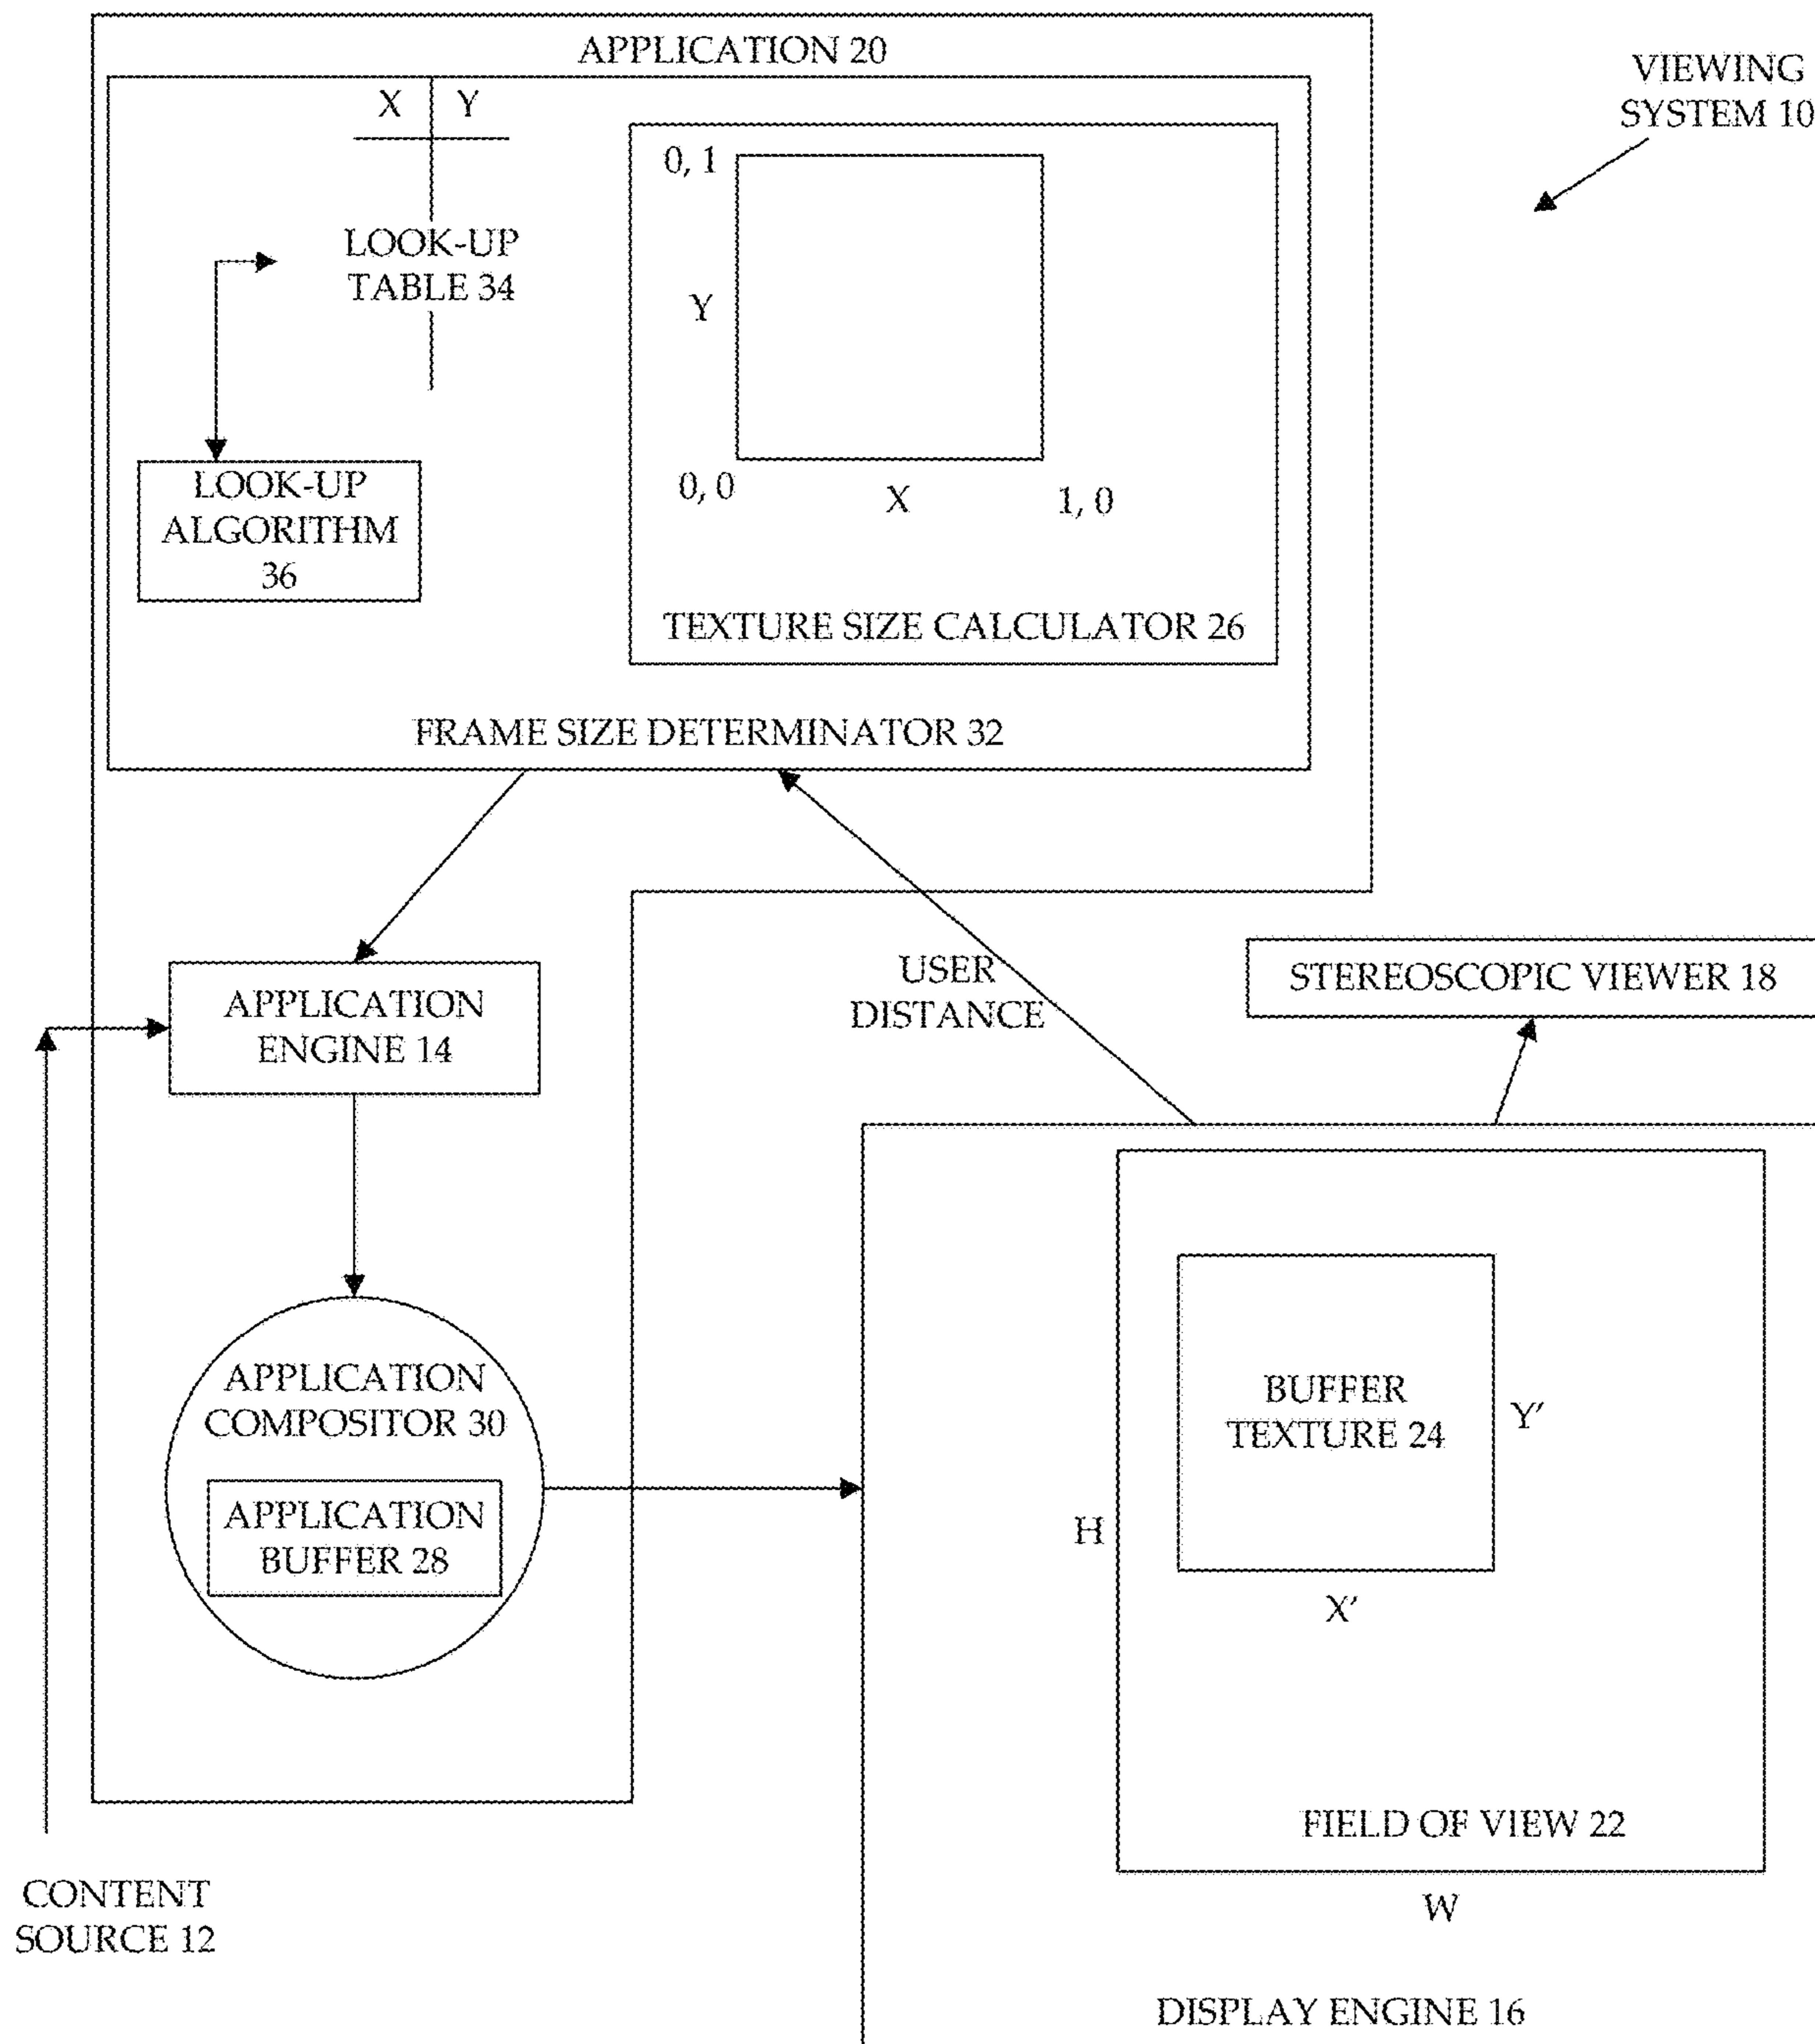 APPLICATION 20
VIEWING
SYSTEM 10
X
Y
0, 1
LOOK-UP
TABLE 34
Y
0, 0
X
1, 0
LOOK-UP
ALGORITHM
36
TEXTURE SIZE CALCULATOR 26
FRAME SIZE DETERMINATOR 32
USER
DISTANCE
STEREOSCOPIC VIEWER 18
APPLICATION
ENGINE 14
APPLICATION
COMPOSITOR 30
APPLICATION
BUFFER 28
BUFFER
TEXTURE 24
Y'
H
X'
FIELD OF VIEW 22
W
CONTENT
SOURCE 12
DISPLAY ENGINE 16